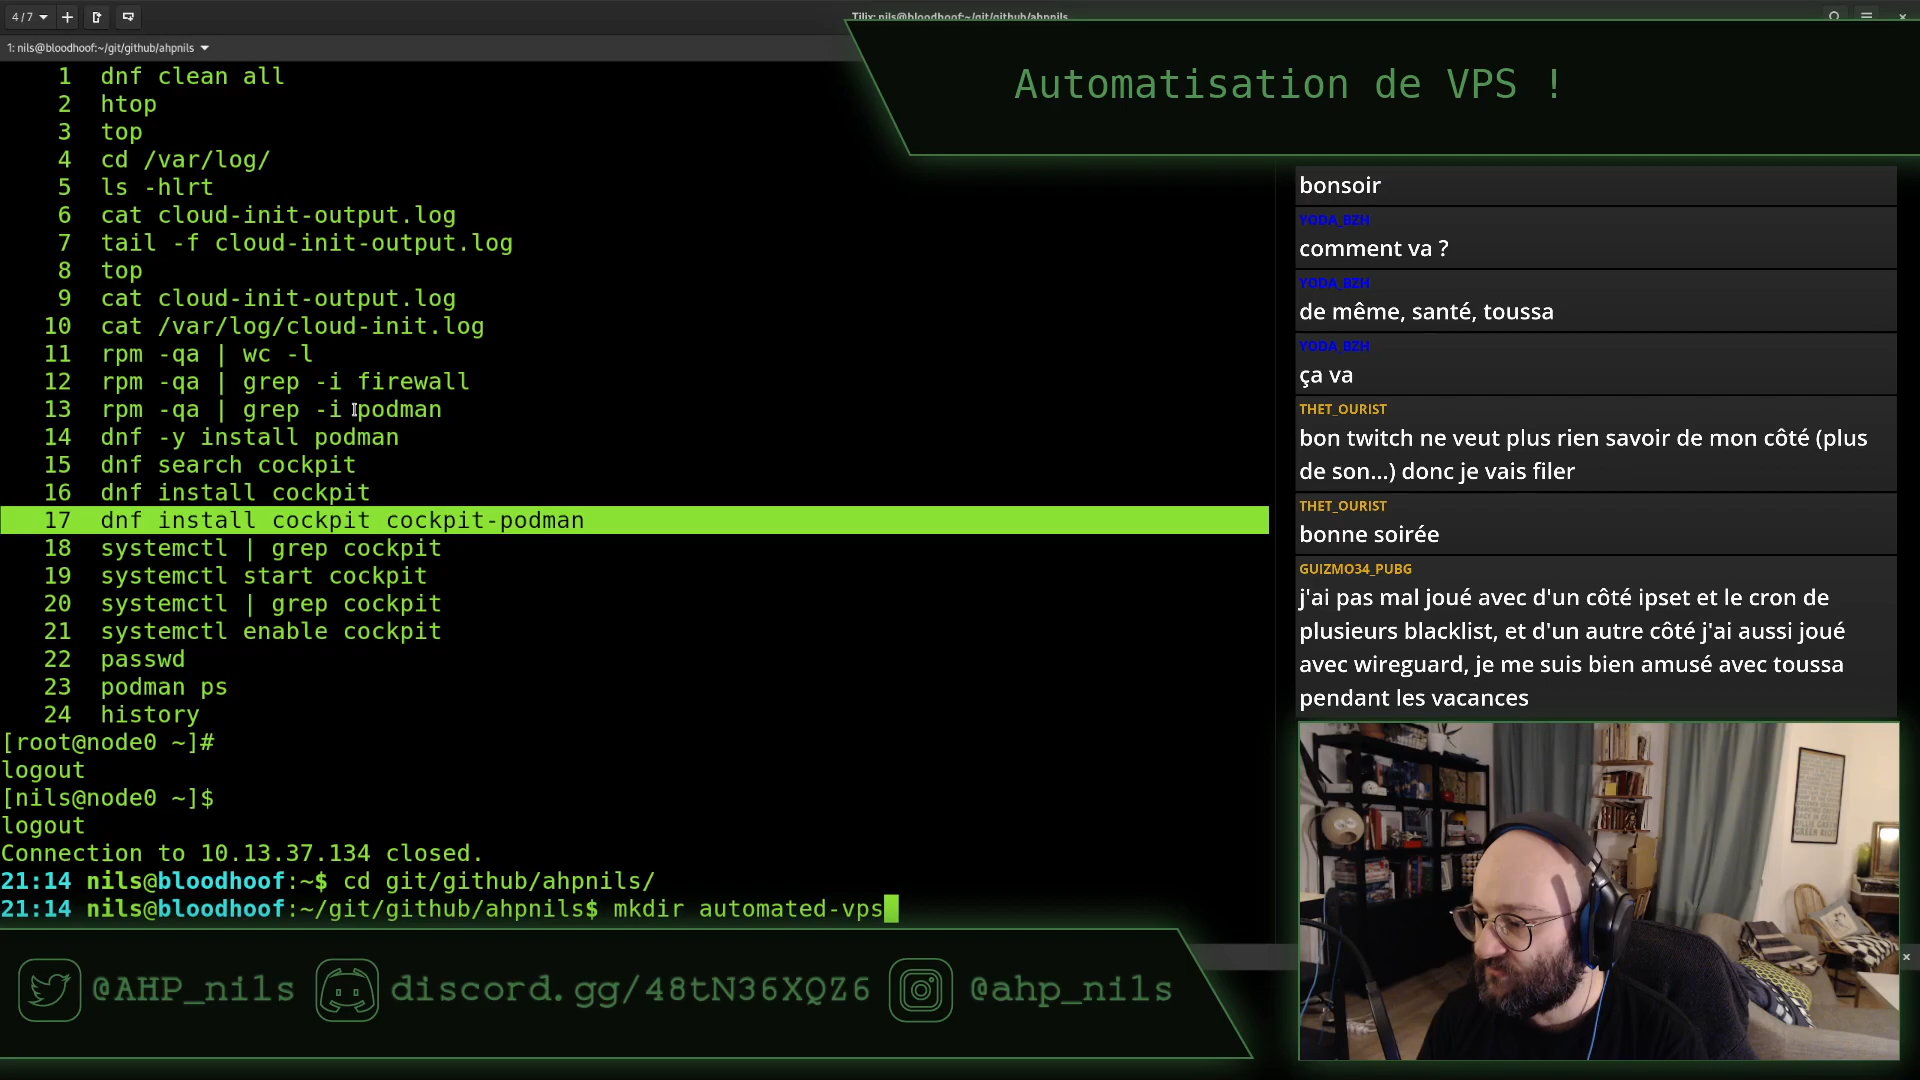 4 / 7
Tilix: nils@bloodhoof:~/git/github/ahpnils
1: nils@bloodhoof:~/git/github/ahpnils
Automatisation de VPS !
1 dnf clean all
2 htop
3 top
4 cd /var/log/
5 ls -hlrt
6 cat cloud-init-output.log
7 tail -f cloud-init-output.log
8 top
9 cat cloud-init-output.log
10 cat /var/log/cloud-init.log
11 rpm -qa | wc -l
12 rpm -qa | grep -i firewall
13 rpm -qa | grep -i podman
14 dnf -y install podman
15 dnf search cockpit
16 dnf install cockpit
17 dnf install cockpit cockpit-podman
18 systemctl | grep cockpit
19 systemctl start cockpit
20 systemctl | grep cockpit
21 systemctl enable cockpit
22 passwd
23 podman ps
24 history
[root@node0 ~]#
logout
[nils@node0 ~]$
logout
Connection to 10.13.37.134 closed.
21:14 nils@bloodhoof:~$ cd git/github/ahpnils/
21:14 nils@bloodhoof:~/git/github/ahpnils$ mkdir automated-vps
bonsoir
YODA_BZH
comment va ?
YODA_BZH
de même, santé, toussa
YODA_BZH
ça va
THET_OURIST
bon twitch ne veut plus rien savoir de mon côté (plus
de son...) donc je vais filer
THET_OURIST
bonne soirée
GUIZMO34_PUBG
j'ai pas mal joué avec d'un côté ipset et le cron de
plusieurs blacklist, et d'un autre côté j'ai aussi joué
avec wireguard, je me suis bien amusé avec toussa
pendant les vacances
@AHP_nils
discord.gg/48tN36XQZ6
@ahp_nils